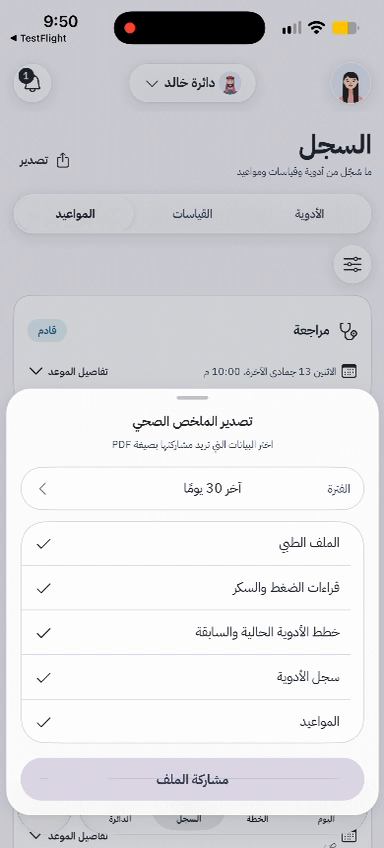 9:50
◀ TestFlight
1
دائرة خالد
السجل
ما سُجّل من أدوية وقياسات ومواعيد
تصدير
الأدوية
القياسات
المواعيد
مراجعة
قادم
الاثنين 13 جمادى الآخرة، 10:00 م
تفاصيل الموعد
تصدير الملخص الصحي
اختر البيانات التي تريد مشاركتها بصيغة PDF
الفترة
آخر 30 يومًا
الملف الطبي
قراءات الضغط والسكر
خطط الأدوية الحالية والسابقة
سجل الأدوية
المواعيد
مشاركة الملف
اليوم
الخطة
السجل
الدائرة
تفاصيل الموعد